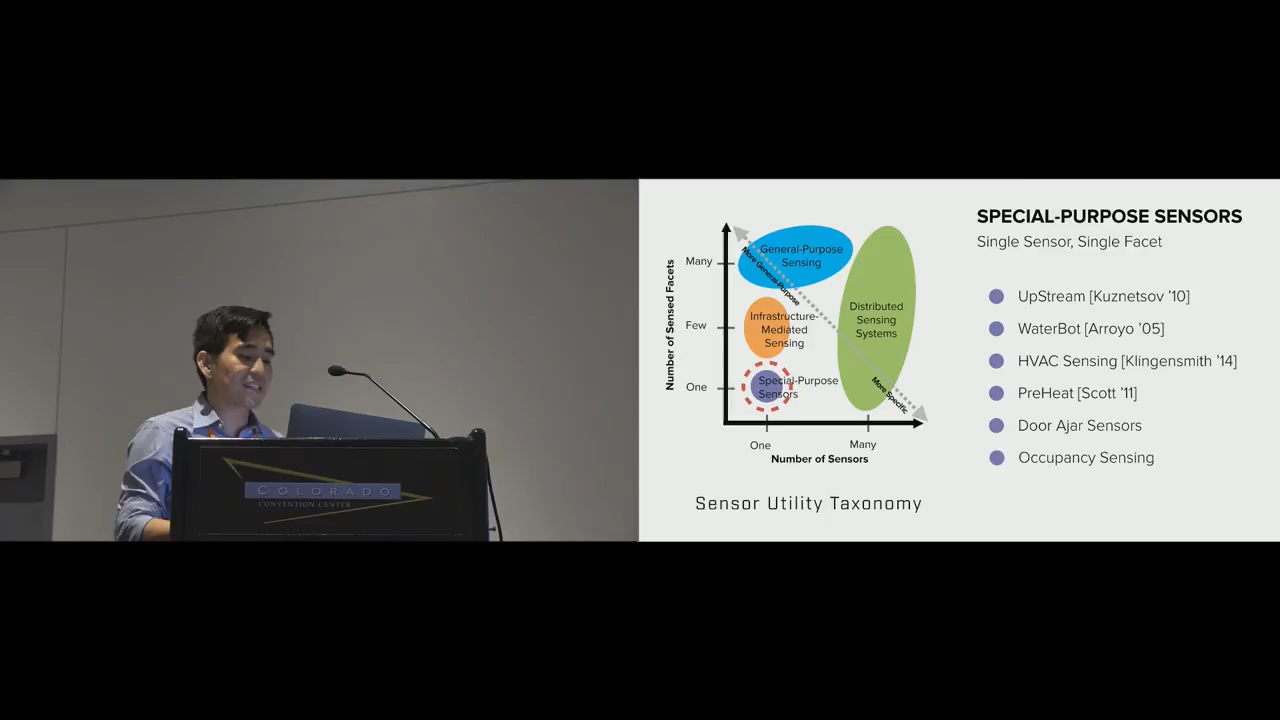 COLORADO
CONVENTION CENTER
SPECIAL-PURPOSE SENSORS
Single Sensor, Single Facet
UpStream [Kuznetsov ’10]
WaterBot [Arroyo ’05]
HVAC Sensing [Klingensmith ’14]
PreHeat [Scott ’11]
Door Ajar Sensors
Occupancy Sensing
Number of Sensed Facets
Many
Few
One
General-Purpose
Sensing
More General-Purpose
Infrastructure-
Mediated
Sensing
Special-Purpose
Sensors
Distributed
Sensing
Systems
More Specific
One
Many
Number of Sensors
Sensor Utility Taxonomy